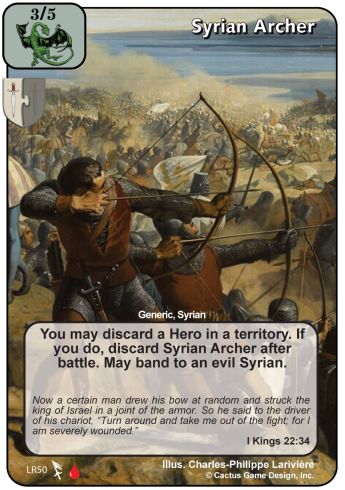 3/5
Syrian Archer
Generic, Syrian
You may discard a Hero in a territory. If
you do, discard Syrian Archer after
battle. May band to an evil Syrian.
Now a certain man drew his bow at random and struck the
king of Israel in a joint of the armor. So he said to the driver
of his chariot, “Turn around and take me out of the fight; for I
am severely wounded.”
I Kings 22:34
LR50
Illus. Charles-Philippe Larivière
© Cactus Game Design, Inc.